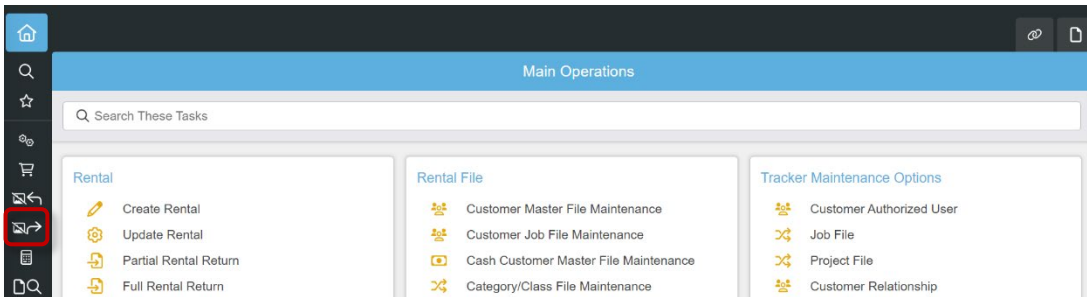 Main Operations
Search These Tasks
Rental
Create Rental
Update Rental
Partial Rental Return
Full Rental Return
Rental File
Customer Master File Maintenance
Customer Job File Maintenance
Cash Customer Master File Maintenance
Category/Class File Maintenance
Tracker Maintenance Options
Customer Authorized User
Job File
Project File
Customer Relationship